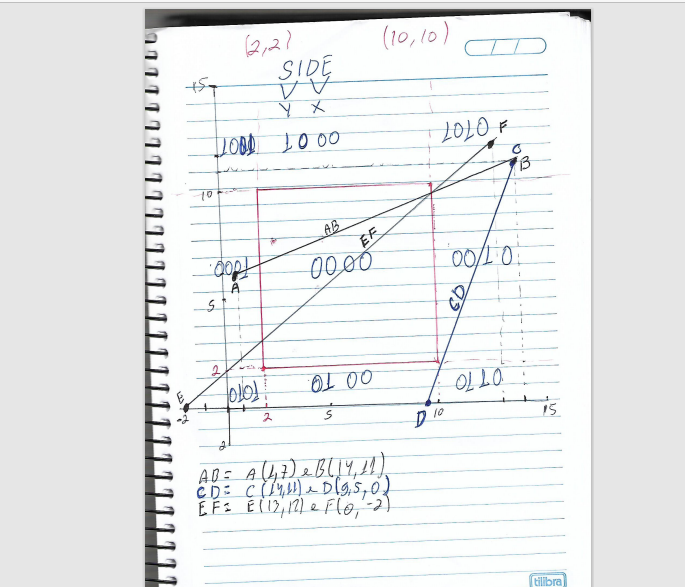 (2,2) (10,10)
SIDE
Y X
15
1001 1000 1010 F
C
B
10
AB
EF
0001 0000 0010
A
5
CD
2
0101 0100 0110
E
-2 2 5 D 10 15
2
AB= A(1,7) e B(14,11)
CD= C(14,11) e D(9,5,0)
EF= E(13,12) e F(0,-2)
tilibra